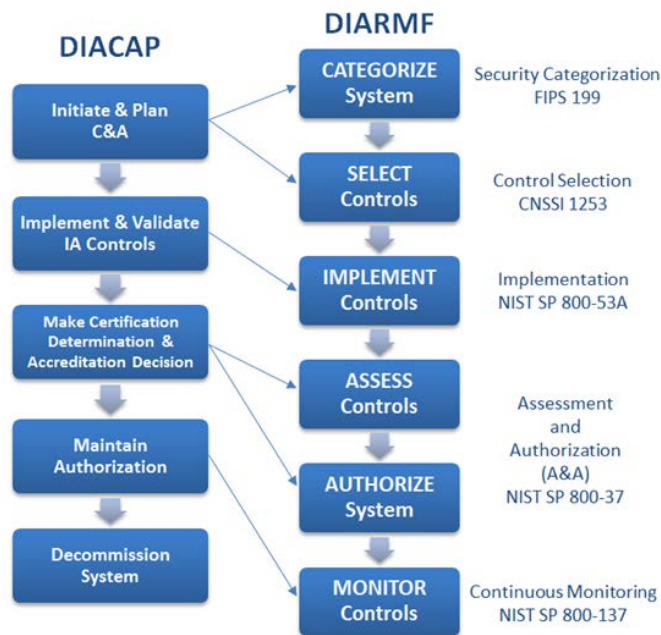 DIACAP
Initiate & Plan
C&A
Implement & Validate
IA Controls
Make Certification
Determination &
Accreditation Decision
Maintain
Authorization
Decommission
System
DIARMF
CATEGORIZE
System
SELECT
Controls
IMPLEMENT
Controls
ASSESS
Controls
AUTHORIZE
System
MONITOR
Controls
Security Categorization
FIPS 199
Control Selection
CNSSI 1253
Implementation
NIST SP 800-53A
Assessment
and
Authorization
(A&A)
NIST SP 800-37
Continuous Monitoring
NIST SP 800-137